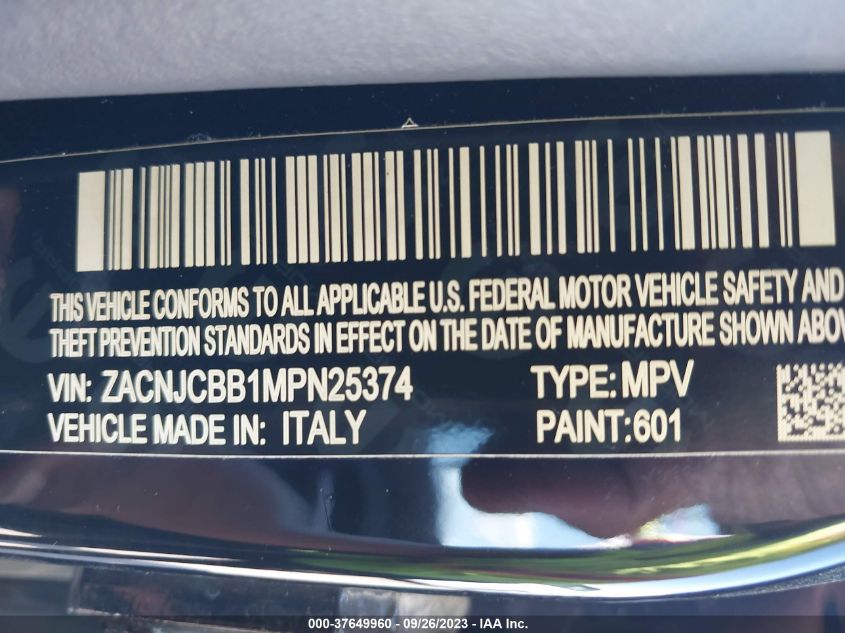 THIS VEHICLE CONFORMS TO ALL APPLICABLE U.S. FEDERAL MOTOR VEHICLE SAFETY AND
THEFT PREVENTION STANDARDS IN EFFECT ON THE DATE OF MANUFACTURE SHOWN ABOV
VIN: ZACNJCBB1MPN25374 TYPE: MPV
VEHICLE MADE IN: ITALY PAINT:601
000-37649960 - 09/26/2023 - IAA Inc.